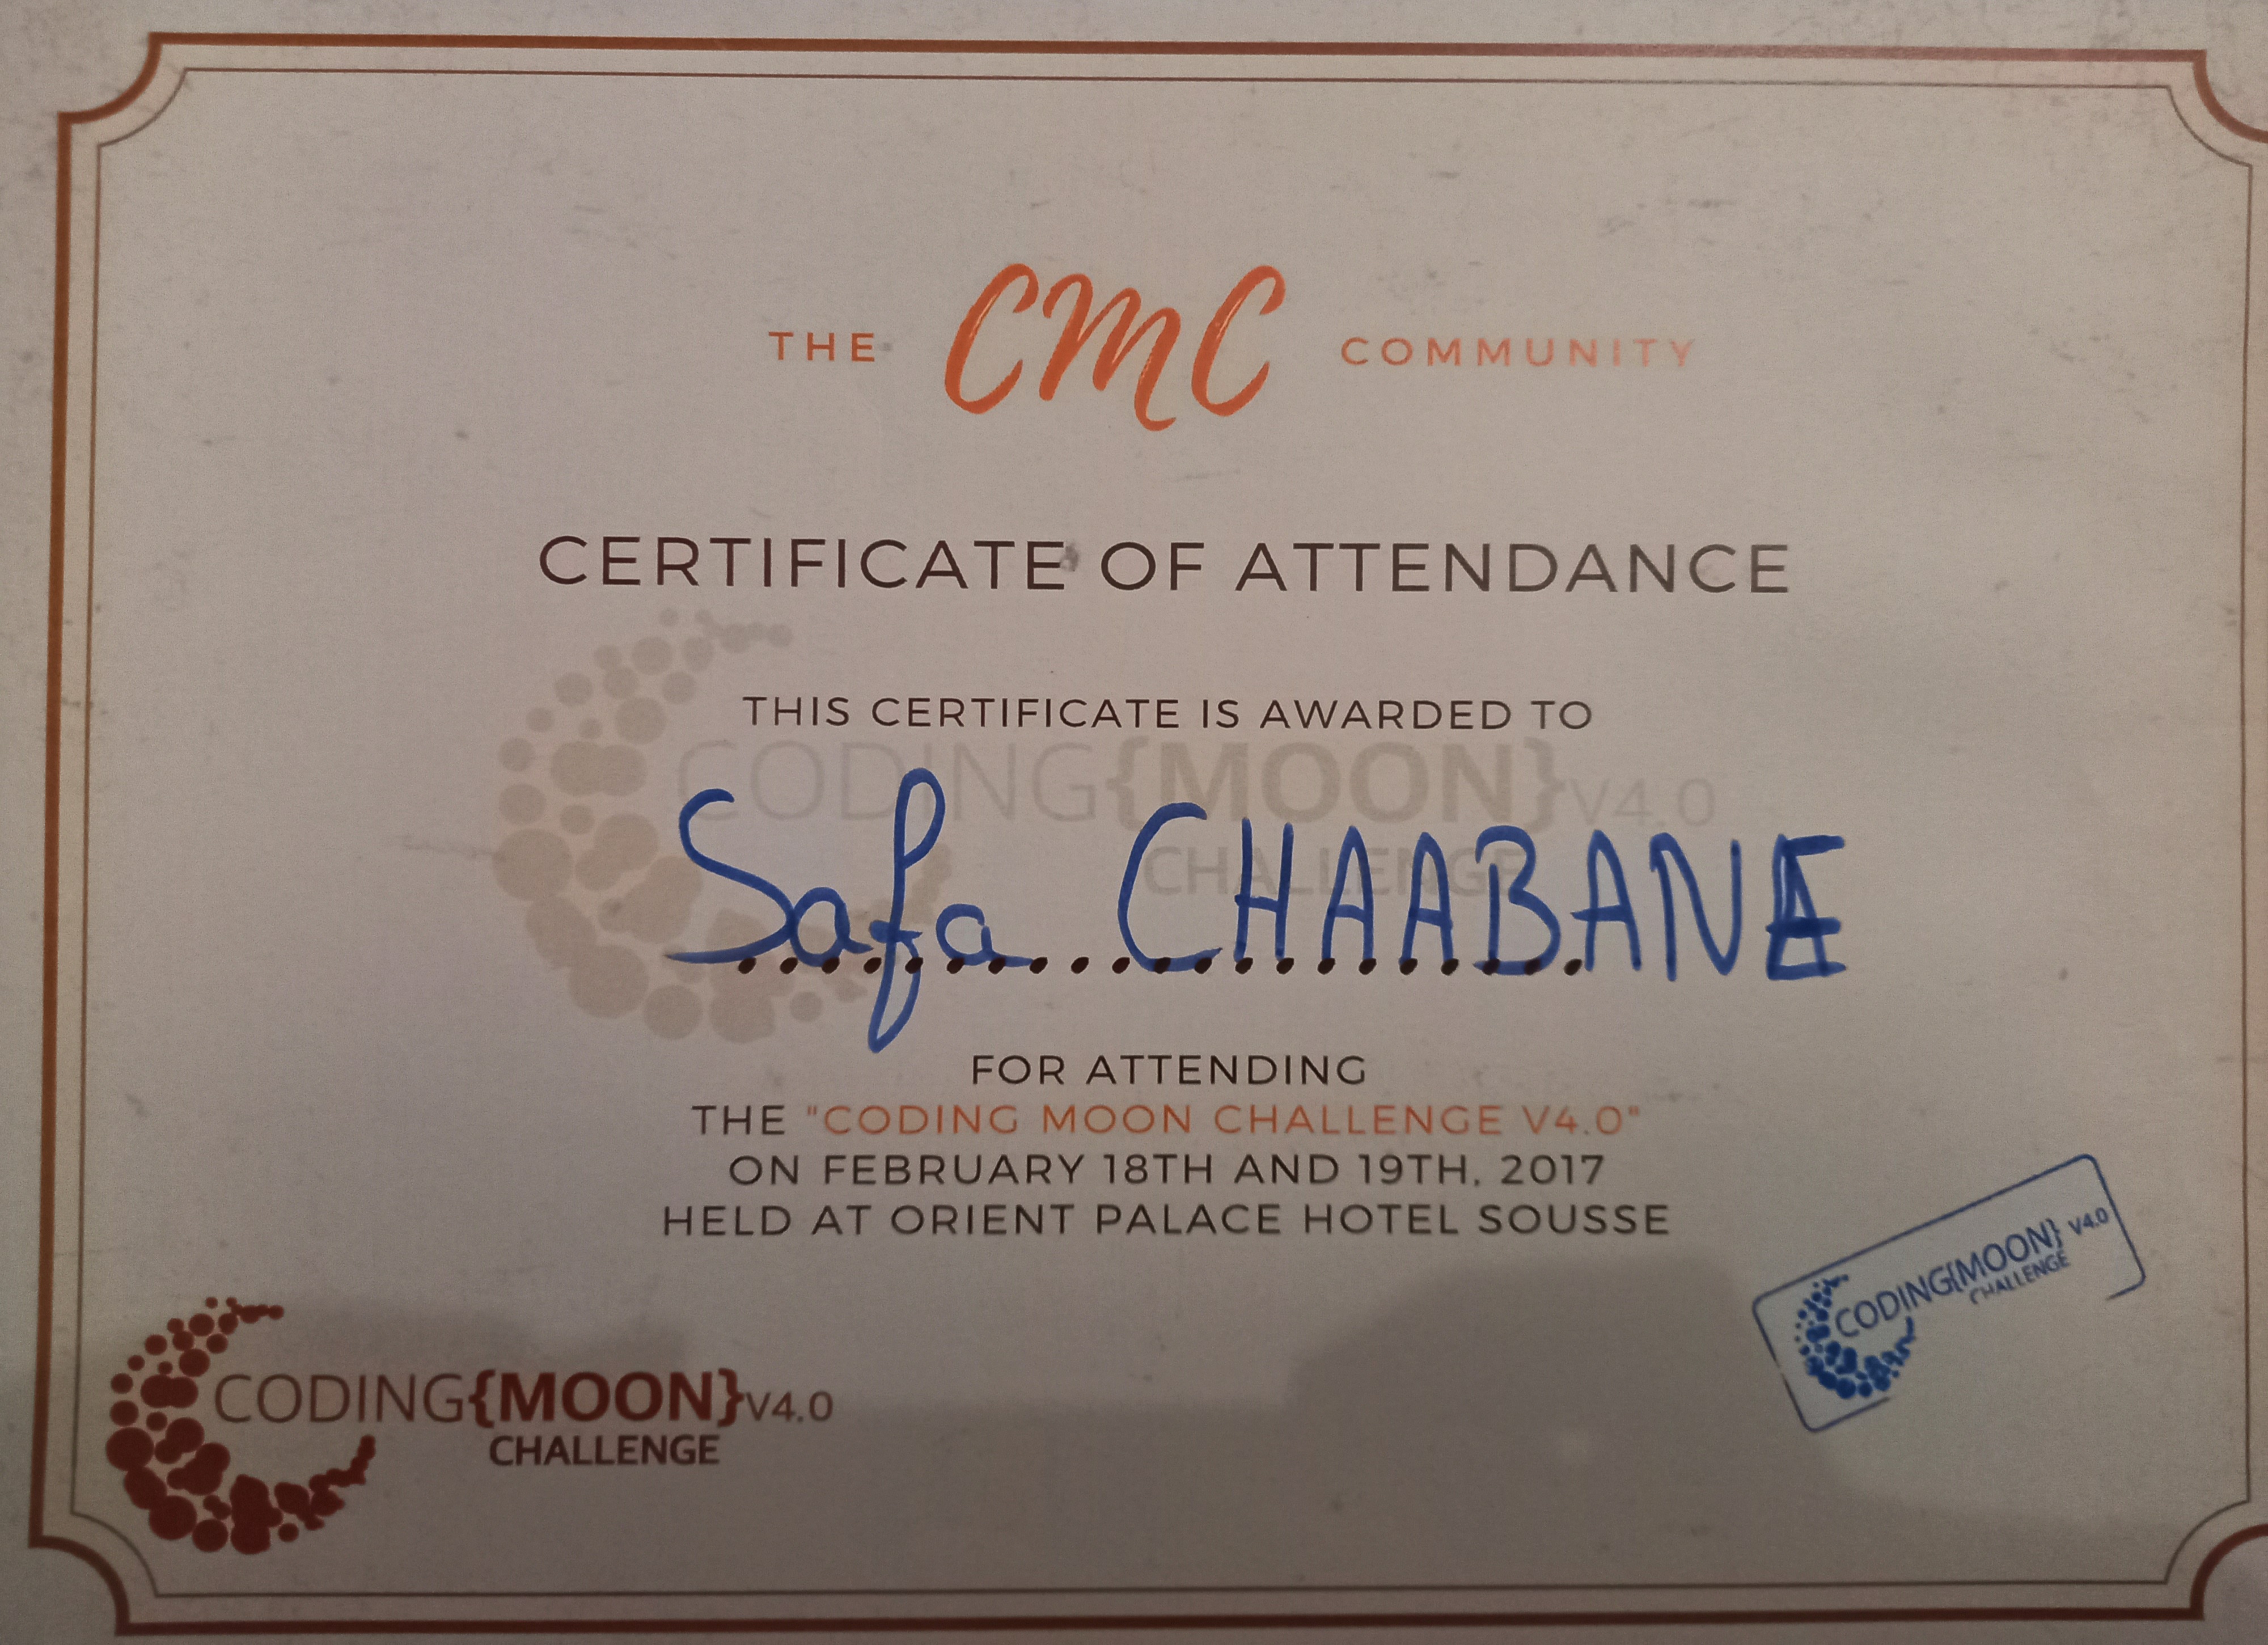 THE CMC COMMUNITY
CERTIFICATE OF ATTENDANCE
THIS CERTIFICATE IS AWARDED TO
CODING{MOON}V4.0
CHALLENGE
Safa CHAABANE
FOR ATTENDING
THE "CODING MOON CHALLENGE V4.0"
ON FEBRUARY 18TH AND 19TH, 2017
HELD AT ORIENT PALACE HOTEL SOUSSE
CODING{MOON}V4.0
CHALLENGE
CODING{MOON} V4.0
CHALLENGE